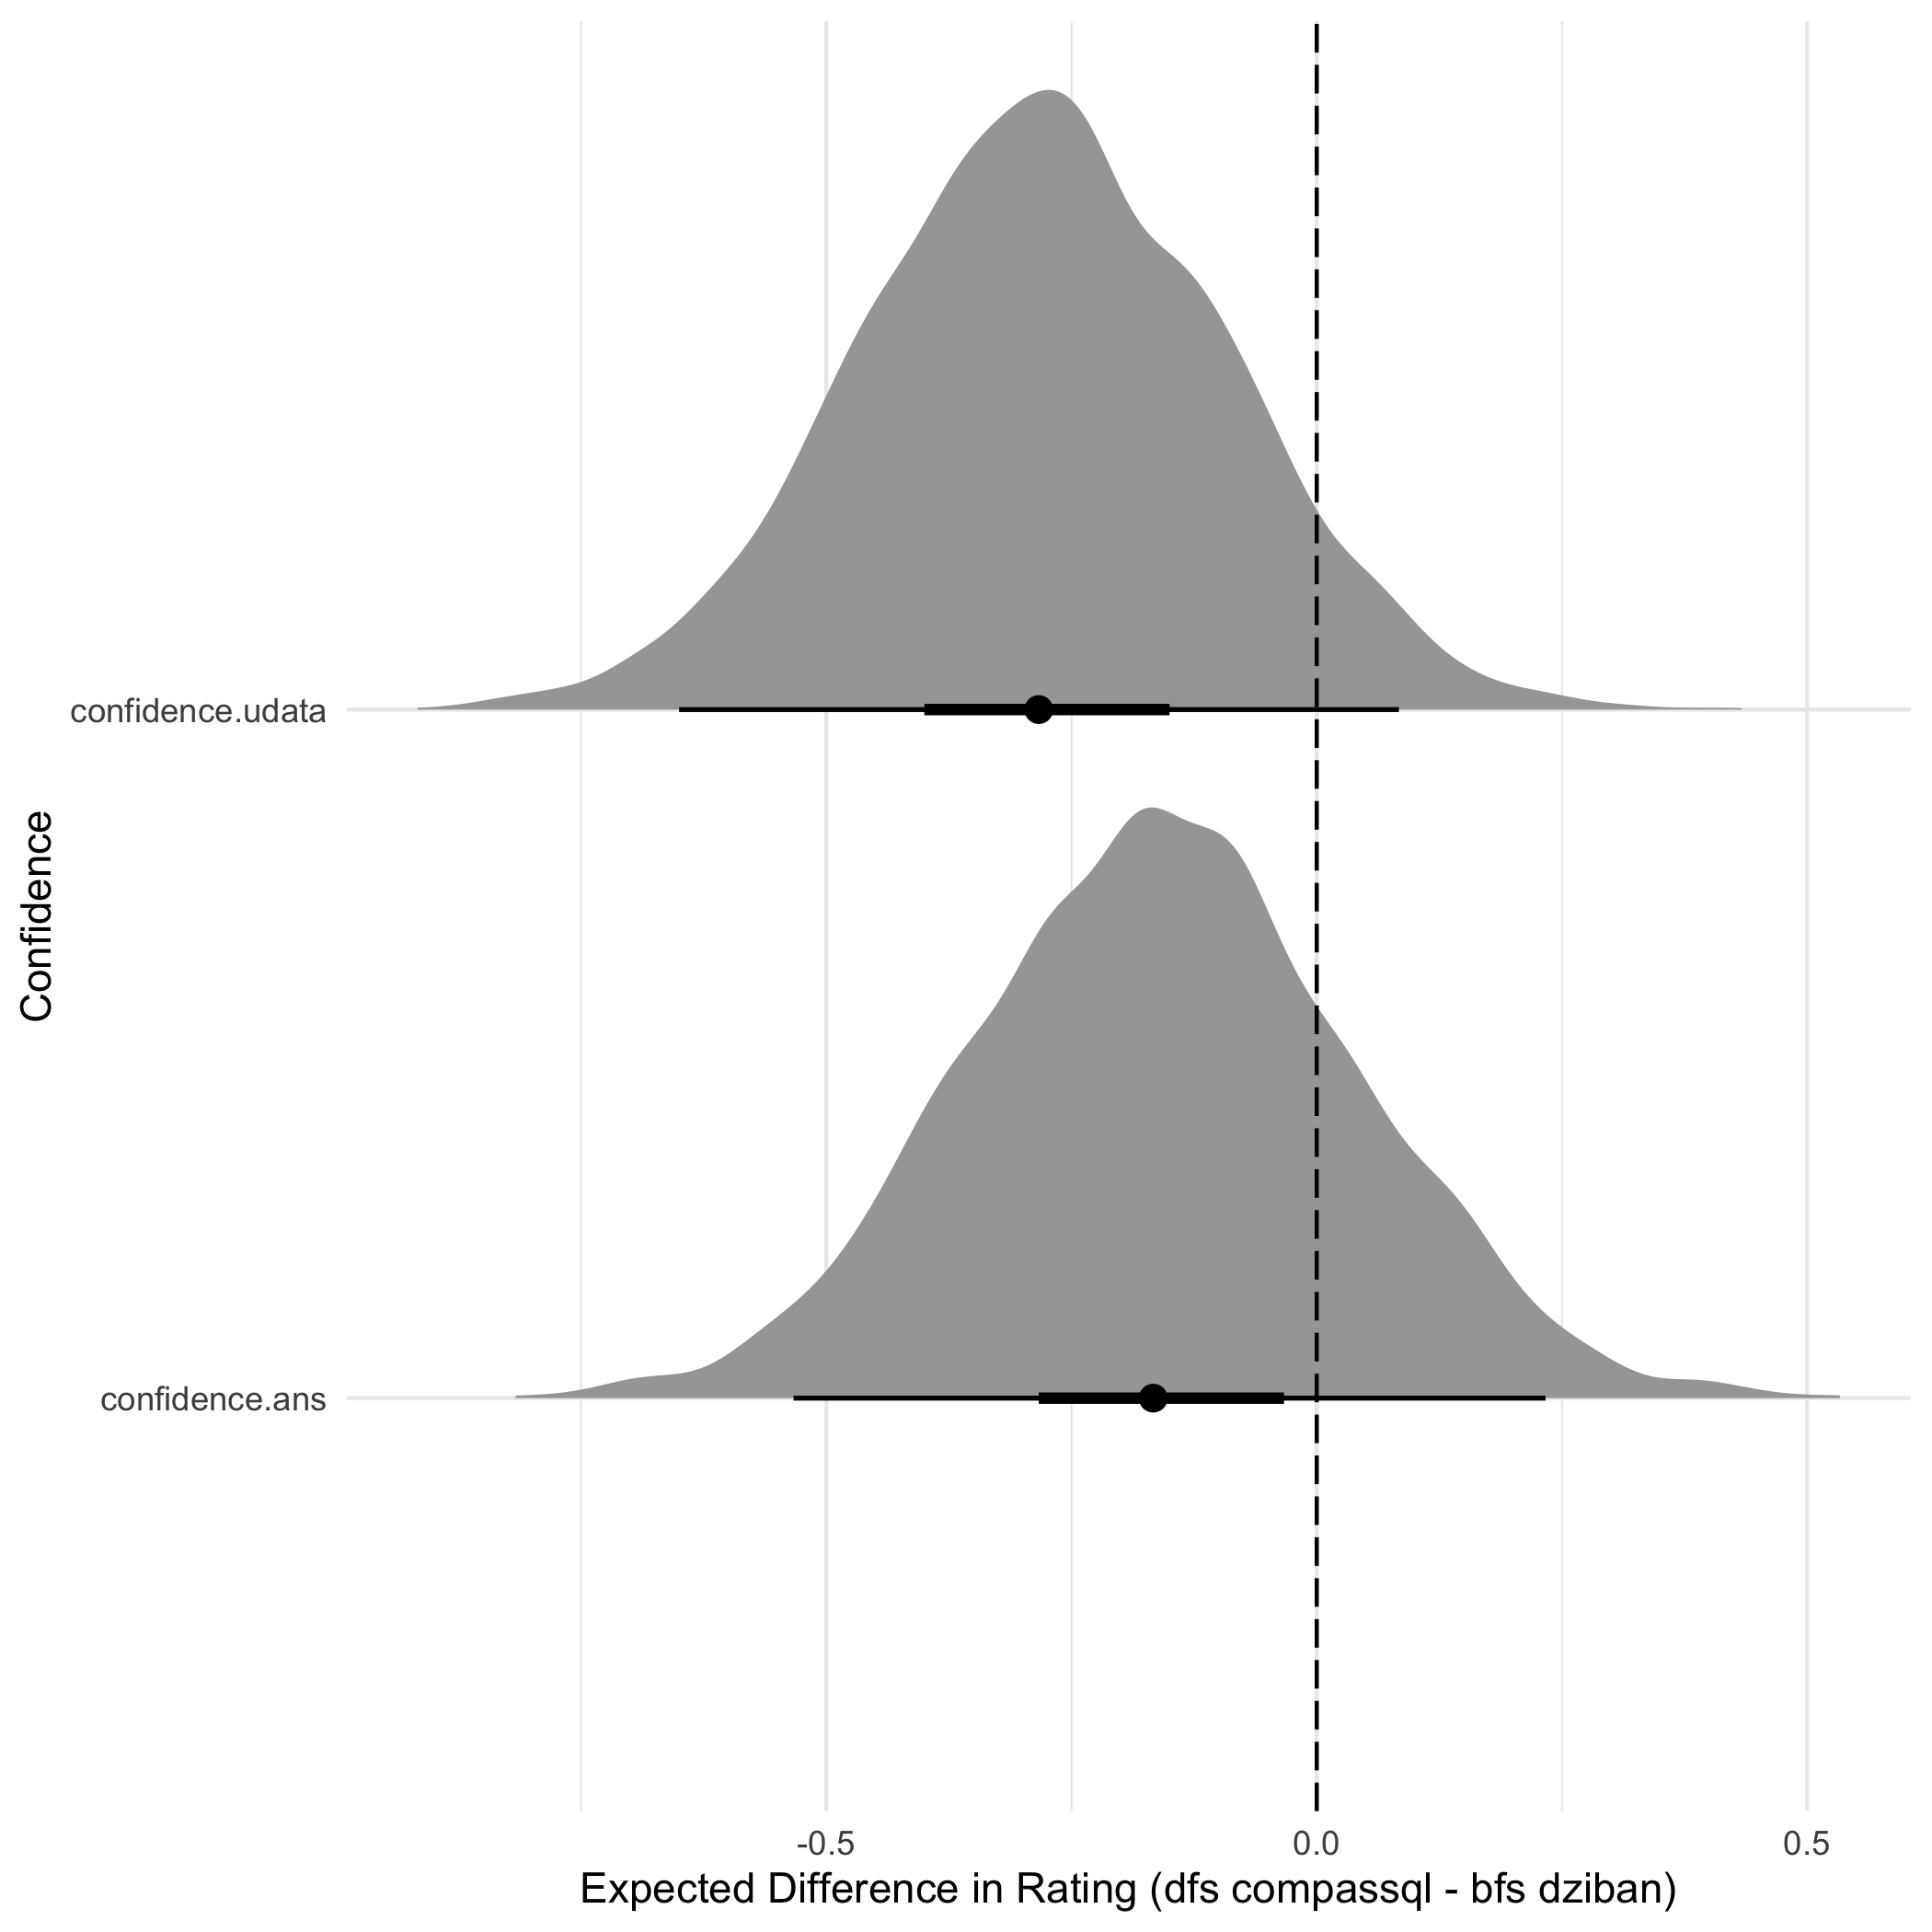 confidence.udata
Confidence
confidence.ans
-0.5 0.0 0.5
Expected Difference in Rating (dfs compassql - bfs dziban)